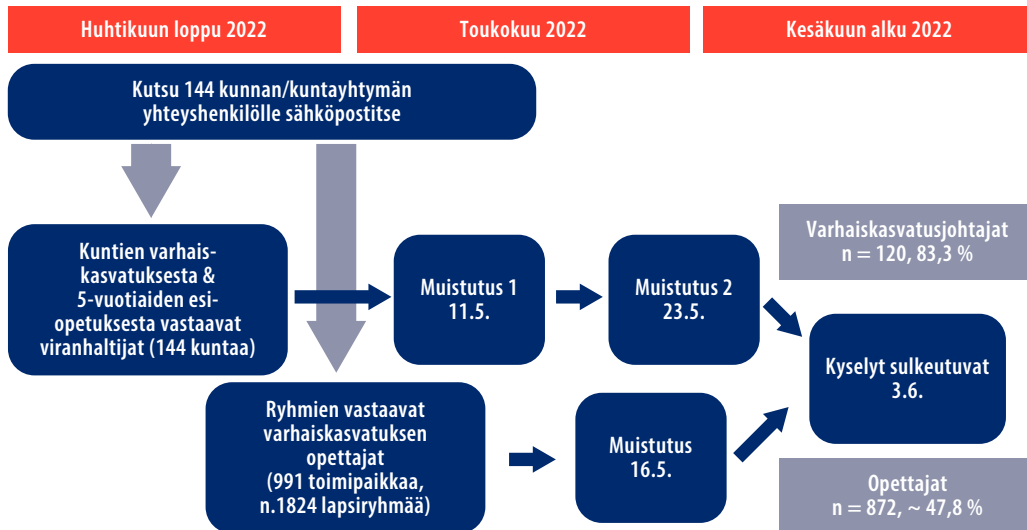 Huhtikuun loppu 2022
Toukokuu 2022
Kesäkuun alku 2022
Kutsu 144 kunnan/kuntayhtymän
yhteyshenkilölle sähköpostitse
Kuntien varhais-
kasvatuksesta &
5-vuotiaiden esi-
opetuksesta vastaavat
viranhaltijat (144 kuntaa)
Muistutus 1
11.5.
Muistutus 2
23.5.
Varhaiskasvatusjohtajat
n = 120, 83,3 %
Kyselyt sulkeutuvat
3.6.
Ryhmien vastaavat
varhaiskasvatuksen
opettajat
(991 toimipaikkaa,
n.1824 lapsiryhmää)
Muistutus
16.5.
Opettajat
n = 872, ~ 47,8 %